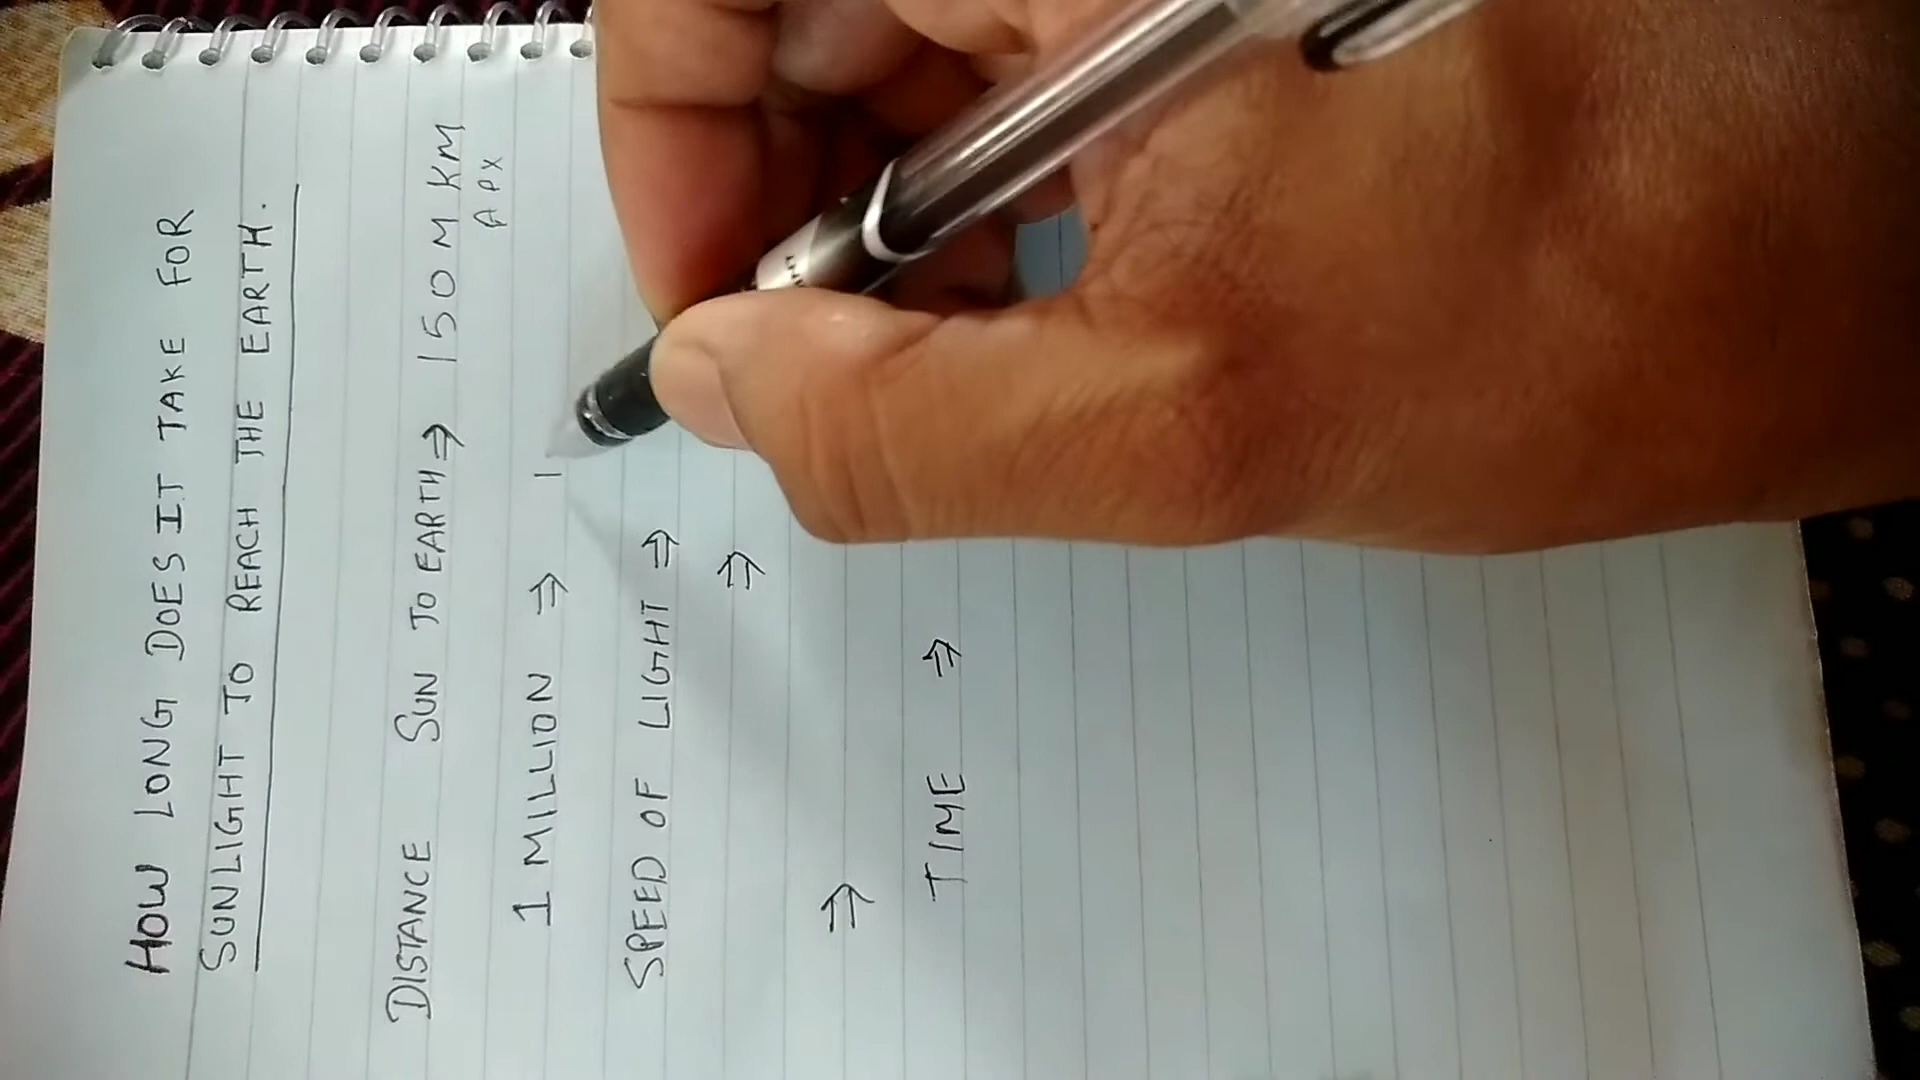 HOW LONG DOES IT TAKE FOR
SUNLIGHT TO REACH THE EARTH.
DISTANCE SUN TO EARTH ⇒ 150 M KM
APX
1 MILLION ⇒ 1
SPEED OF LIGHT ⇒
⇒
⇒
TIME ⇒